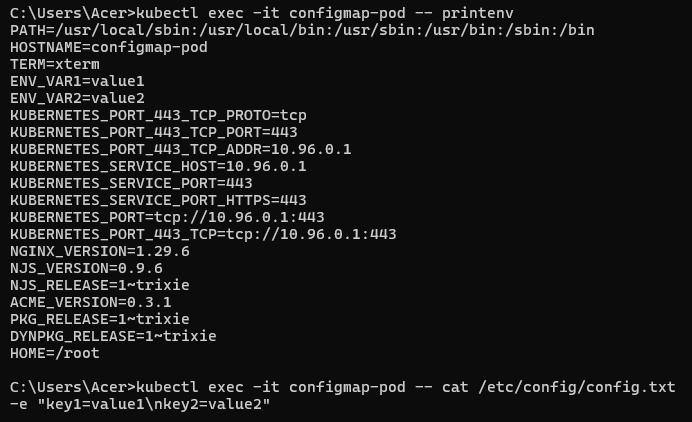 C:\Users\Acer>kubectl exec -it configmap-pod -- printenv
PATH=/usr/local/sbin:/usr/local/bin:/usr/sbin:/usr/bin:/sbin:/bin
HOSTNAME=configmap-pod
TERM=xterm
ENV_VAR1=value1
ENV_VAR2=value2
KUBERNETES_PORT_443_TCP_PROTO=tcp
KUBERNETES_PORT_443_TCP_PORT=443
KUBERNETES_PORT_443_TCP_ADDR=10.96.0.1
KUBERNETES_SERVICE_HOST=10.96.0.1
KUBERNETES_SERVICE_PORT=443
KUBERNETES_SERVICE_PORT_HTTPS=443
KUBERNETES_PORT=tcp://10.96.0.1:443
KUBERNETES_PORT_443_TCP=tcp://10.96.0.1:443
NGINX_VERSION=1.29.6
NJS_VERSION=0.9.6
NJS_RELEASE=1~trixie
ACME_VERSION=0.3.1
PKG_RELEASE=1~trixie
DYNPKG_RELEASE=1~trixie
HOME=/root
C:\Users\Acer>kubectl exec -it configmap-pod -- cat /etc/config/config.txt
-e "key1=value1\nkey2=value2"